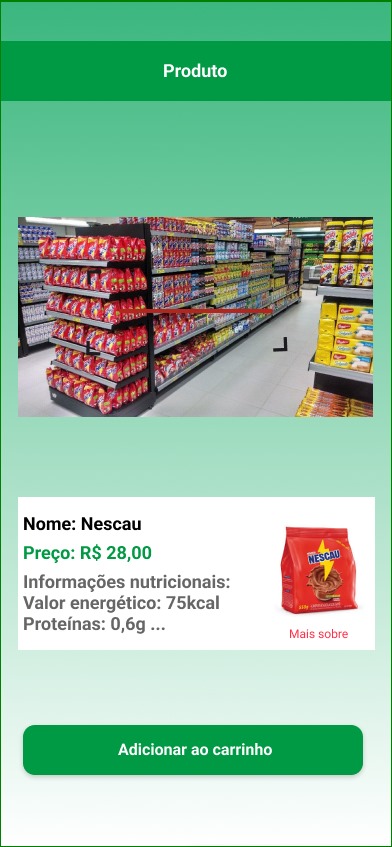 Produto
Nome: Nescau
Preço: R$ 28,00
Informações nutricionais:
Valor energético: 75kcal
Proteínas: 0,6g ...
NESCAU
Mais sobre
Adicionar ao carrinho